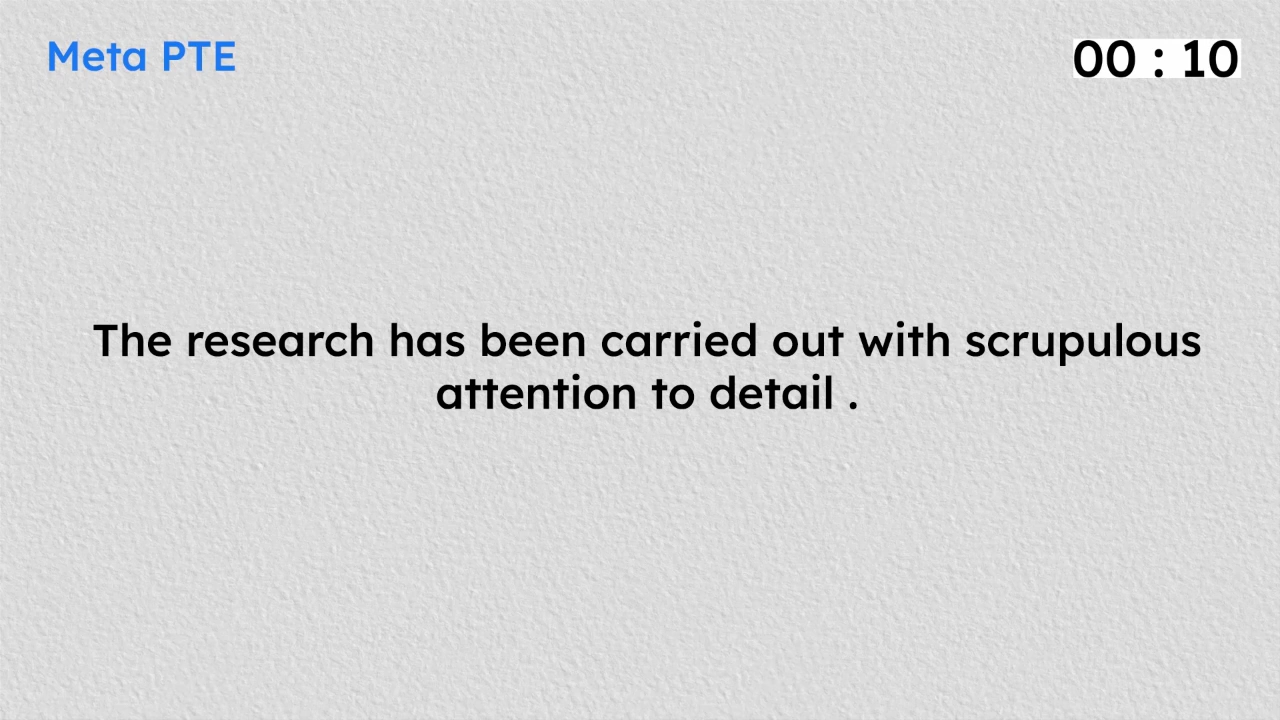 Meta PTE
00 : 10
The research has been carried out with scrupulous
attention to detail .